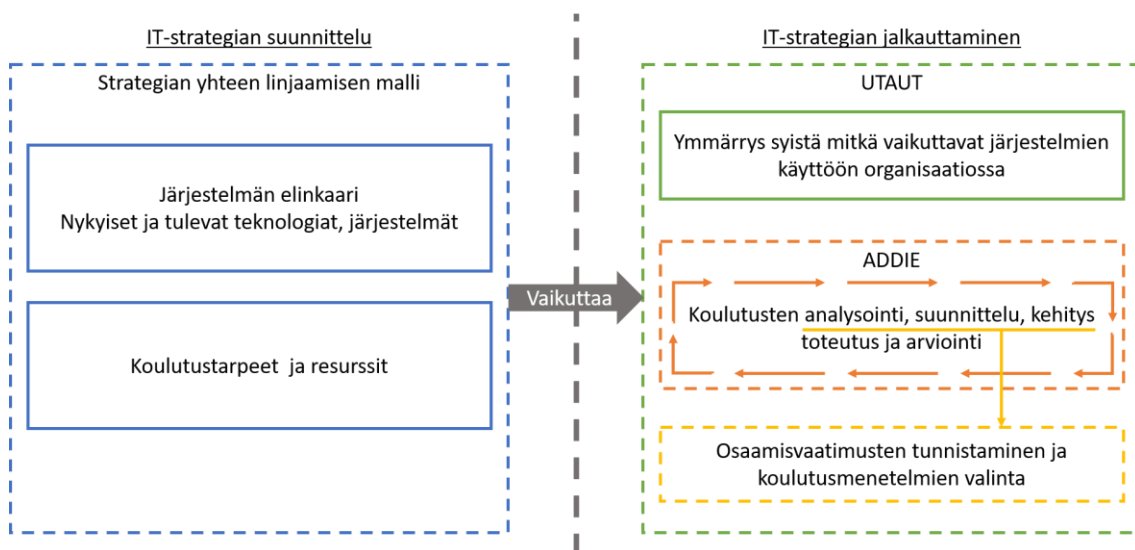 IT-strategian suunnittelu
Strategian yhteen linjaamisen malli
Järjestelmän elinkaari
Nykyiset ja tulevat teknologiat, järjestelmät
Koulutustarpeet ja resurssit
Vaikuttaa
IT-strategian jalkauttaminen
UTAUT
Ymmärrys syistä mitkä vaikuttavat järjestelmien
käyttöön organisaatiossa
ADDIE
Koulutusten analysointi, suunnittelu, kehitys
toteutus ja arviointi
Osaamisvaatimusten tunnistaminen ja
koulutusmenetelmien valinta